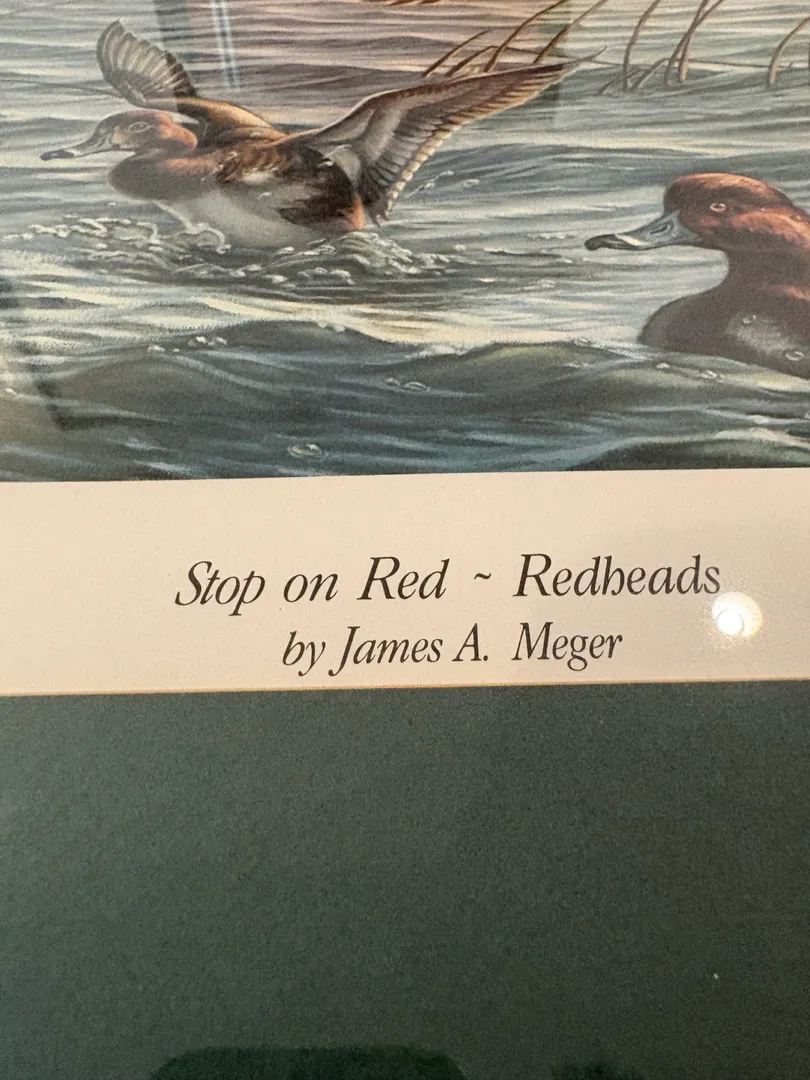 Stop on Red ~ Redheads
by James A. Meger